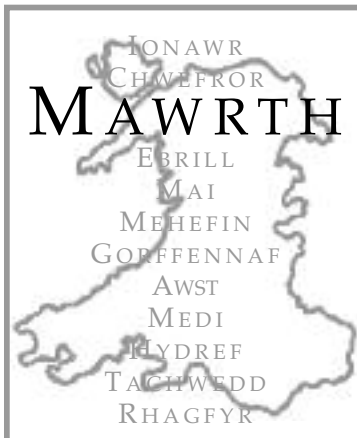 IONAWR
CHWEFROR
MAWRTH
EBRILL
MAI
MEHEFIN
GORFFENNAF
AWST
MEDI
HYDREF
TACHWEDD
RHAGFYR